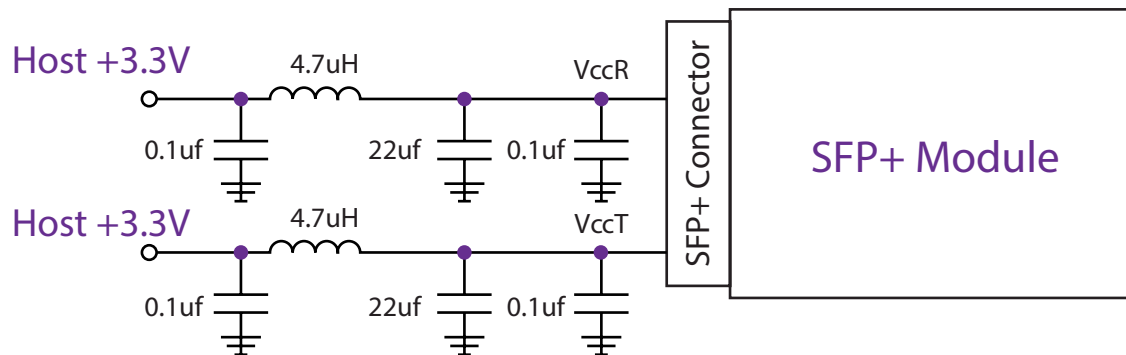 Host +3.3V
4.7uH
VccR
0.1uf
22uf
0.1uf
Host +3.3V
4.7uH
VccT
0.1uf
22uf
0.1uf
SFP+ Connector
SFP+ Module